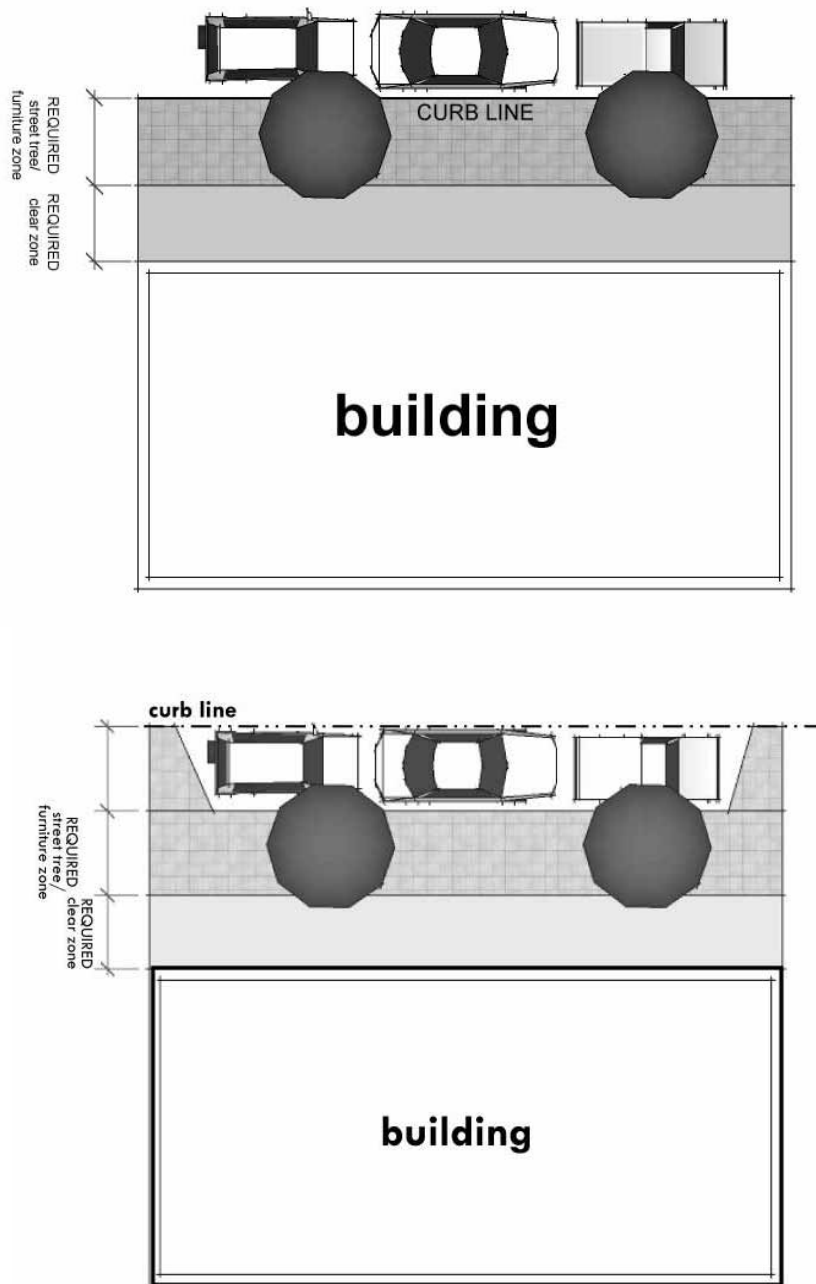 CURB LINE
REQUIRED
street tree/
furniture zone
REQUIRED
clear zone
building
curb line
REQUIRED
street tree/
furniture zone
REQUIRED
clear zone
building